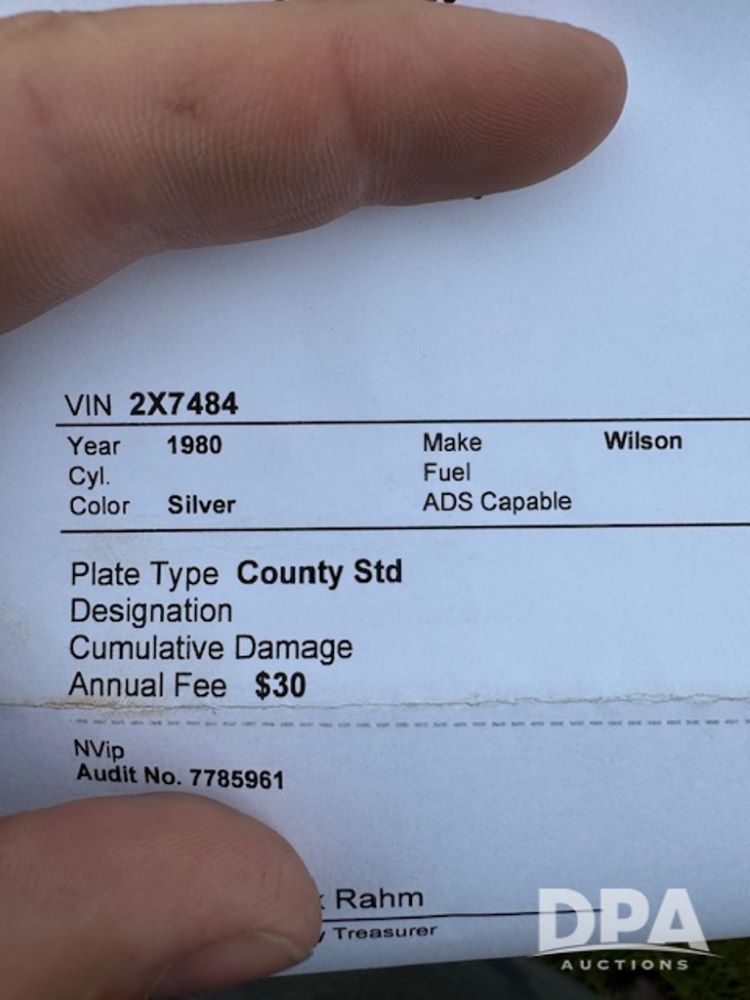 VIN 2X7484
Year 1980 Make Wilson
Cyl. Fuel
Color Silver ADS Capable
Plate Type County Std
Designation
Cumulative Damage
Annual Fee $30
NVip
Audit No. 7785961
Rahm
Treasurer
DPA
AUCTIONS